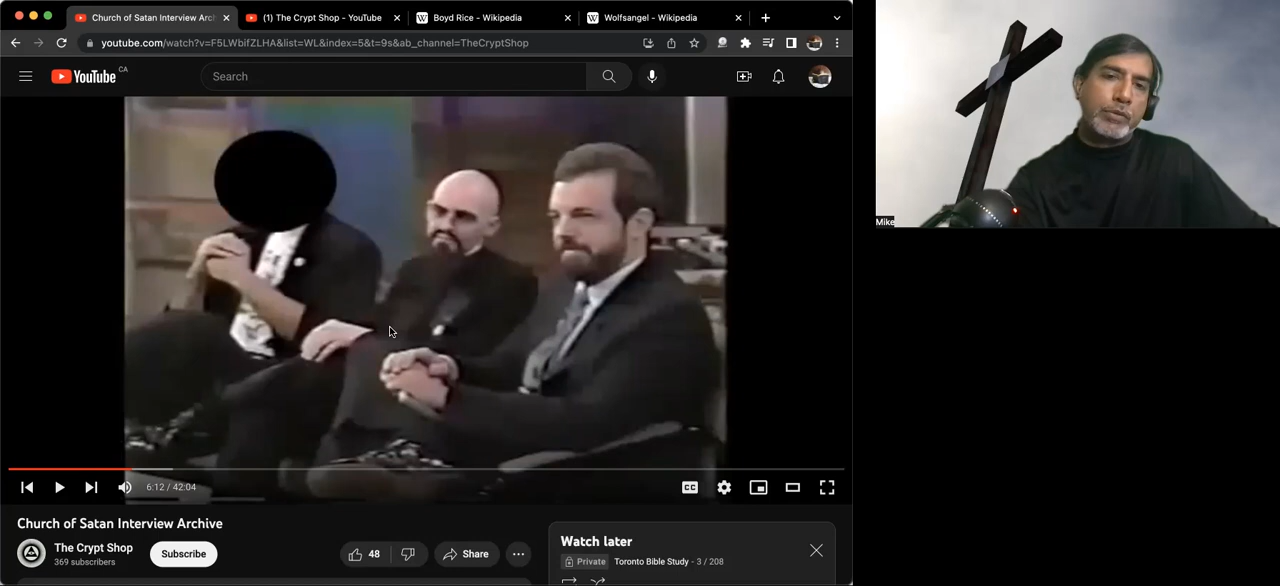 Church of Satan Interview Arch
(1) The Crypt Shop - YouTube
Boyd Rice - Wikipedia
Wolfsangel - Wikipedia
youtube.com/watch?v=F5LWbifZLHA&list=WL&index=5&t=9s&ab_channel=TheCryptShop
YouTube CA
Search
Mike
6:12 / 42:04
CC
Church of Satan Interview Archive
The Crypt Shop
369 subscribers
Subscribe
48
Share
Watch later
Private
Toronto Bible Study - 3 / 208